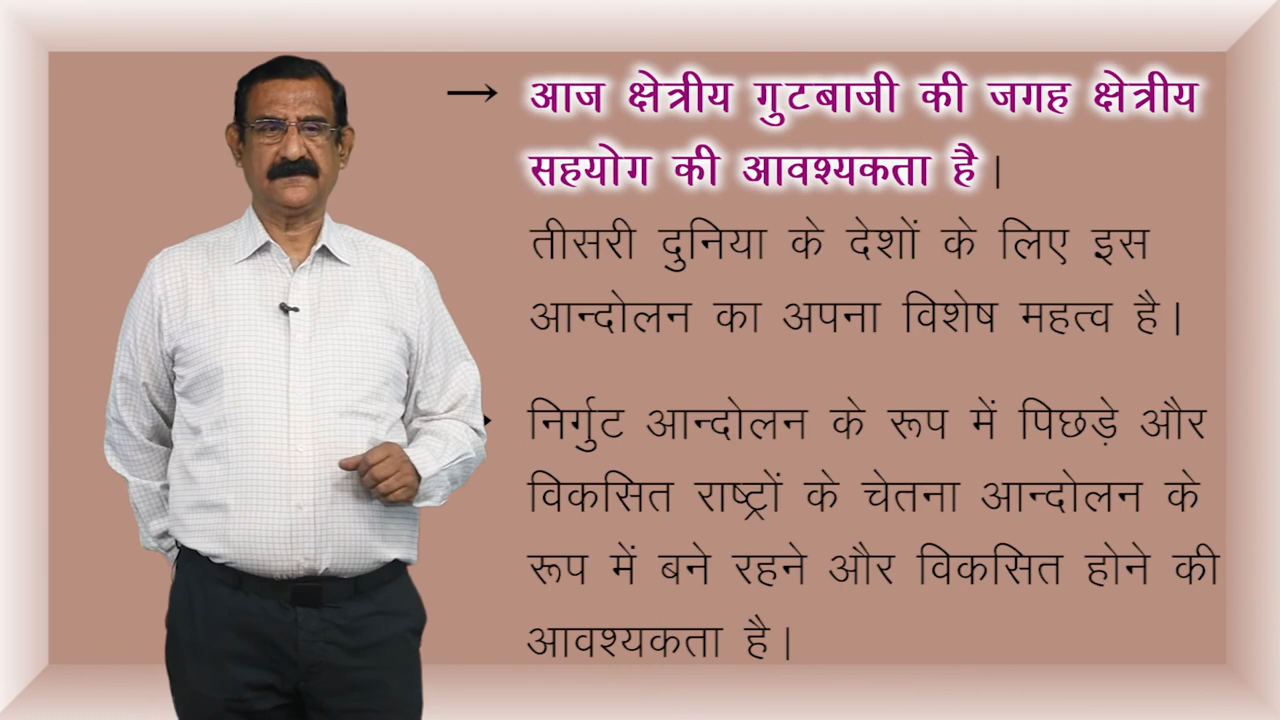 → आज क्षेत्रीय गुटबाजी की जगह क्षेत्रीय
सहयोग की आवश्यकता है।
तीसरी दुनिया के देशों के लिए इस
आन्दोलन का अपना विशेष महत्व है।
निर्गुट आन्दोलन के रूप में पिछड़े और
विकसित राष्ट्रों के चेतना आन्दोलन के
रूप में बने रहने और विकसित होने की
आवश्यकता है।